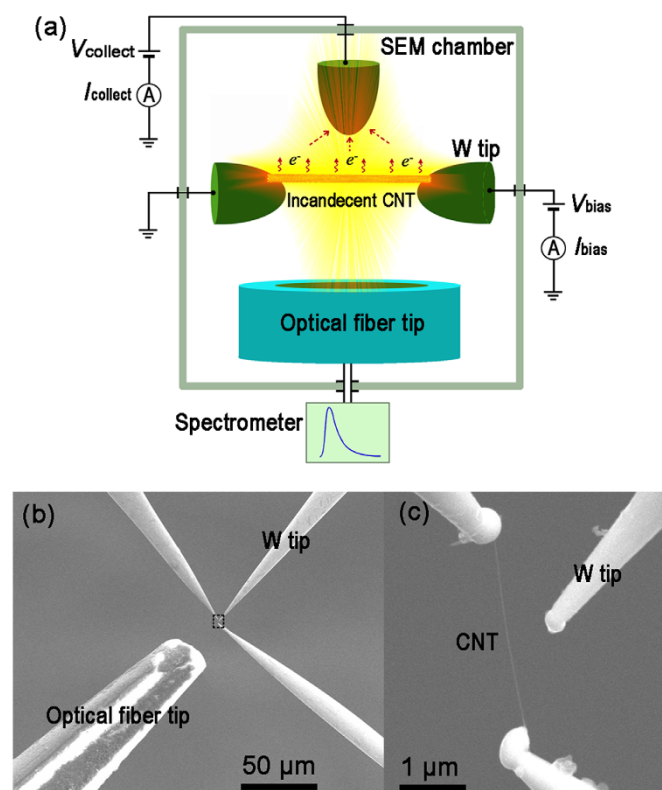 (a)
SEM chamber
Vcollect
Icollect
A
W tip
e- e- e-
Incandecent CNT
Vbias
A
Ibias
Optical fiber tip
Spectrometer
(b)
W tip
Optical fiber tip
50 μm
(c)
W tip
CNT
1 μm